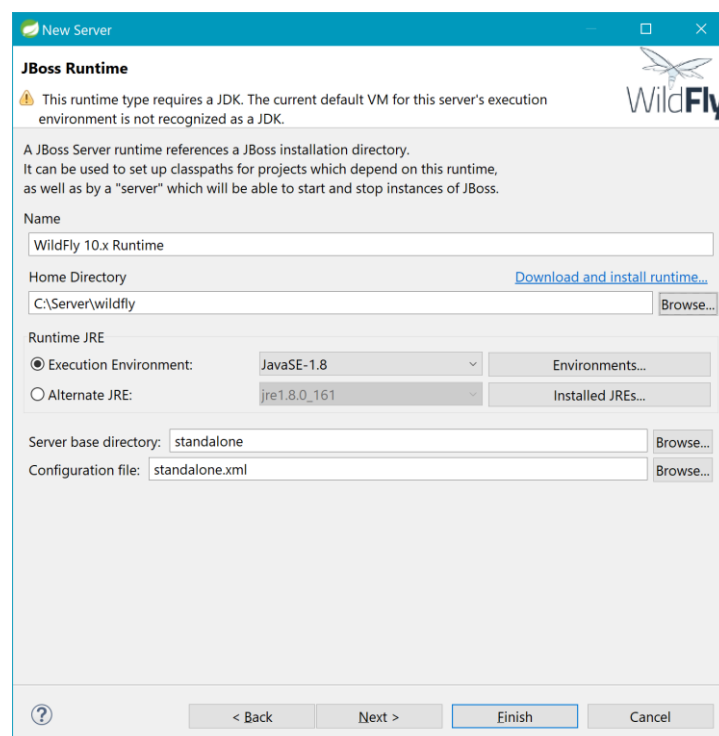 New Server
JBoss Runtime
This runtime type requires a JDK. The current default VM for this server's execution
environment is not recognized as a JDK.
WildFly
A JBoss Server runtime references a JBoss installation directory.
It can be used to set up classpaths for projects which depend on this runtime,
as well as by a "server" which will be able to start and stop instances of JBoss.
Name
WildFly 10.x Runtime
Home Directory
Download and install runtime...
C:\Server\wildfly
Browse...
Runtime JRE
Execution Environment:
JavaSE-1.8
Environments...
Alternate JRE:
jre1.8.0_161
Installed JREs...
Server base directory:
standalone
Browse...
Configuration file:
standalone.xml
Browse...
?
< Back
Next >
Finish
Cancel